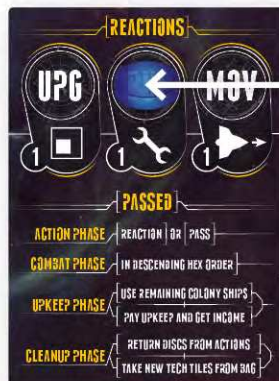 REACTIONS
UPG MOV
1 1 1
PASSED
ACTION PHASE REACTION OR PASS
COMBAT PHASE IN DESCENDING HEX ORDER
UPKEEP PHASE USE REMAINING COLONY SHIPS
PAY UPKEEP AND GET INCOME
CLEANUP PHASE RETURN DISCS FROM ACTIONS
TAKE NEW TECH TILES FROM BAG